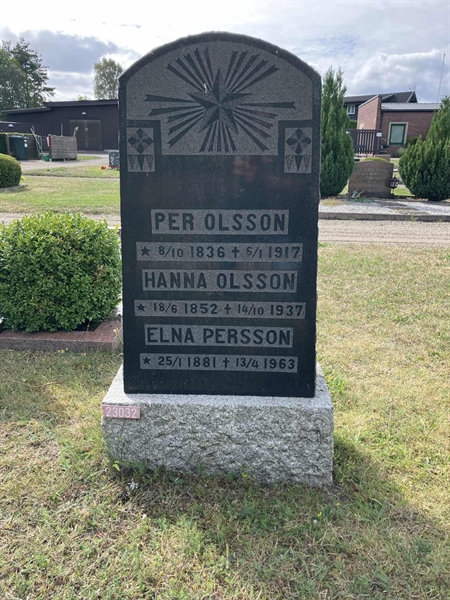 PER OLSSON
★ 8/10 1836 ✝ 6/1 1917
HANNA OLSSON
★ 18/6 1852 ✝ 14/10 1937
ELNA PERSSON
★ 25/1 1881 ✝ 13/4 1963
23032